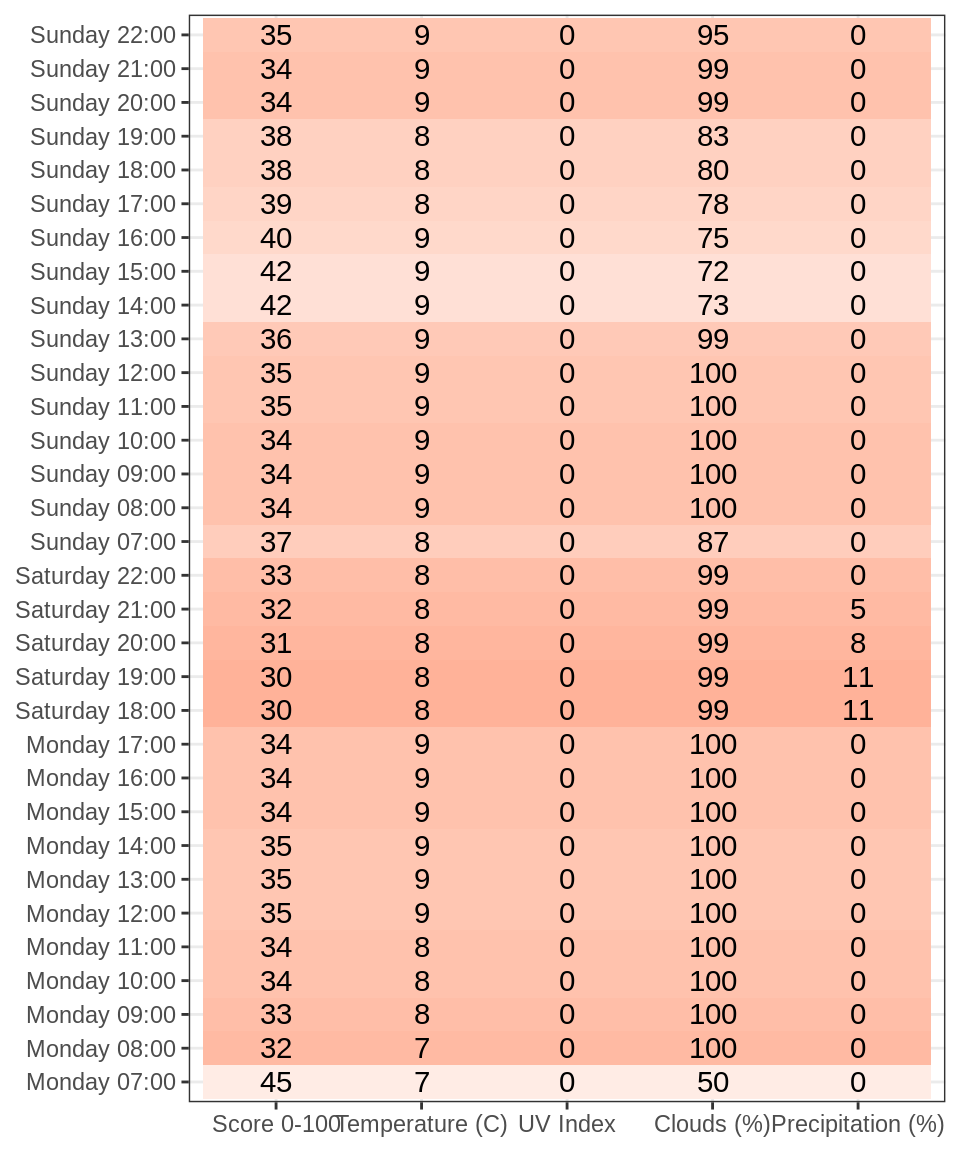 Sunday 22:00 35 9 0 95 0
Sunday 21:00 34 9 0 99 0
Sunday 20:00 34 9 0 99 0
Sunday 19:00 38 8 0 83 0
Sunday 18:00 38 8 0 80 0
Sunday 17:00 39 8 0 78 0
Sunday 16:00 40 9 0 75 0
Sunday 15:00 42 9 0 72 0
Sunday 14:00 42 9 0 73 0
Sunday 13:00 36 9 0 99 0
Sunday 12:00 35 9 0 100 0
Sunday 11:00 35 9 0 100 0
Sunday 10:00 34 9 0 100 0
Sunday 09:00 34 9 0 100 0
Sunday 08:00 34 9 0 100 0
Sunday 07:00 37 8 0 87 0
Saturday 22:00 33 8 0 99 0
Saturday 21:00 32 8 0 99 5
Saturday 20:00 31 8 0 99 8
Saturday 19:00 30 8 0 99 11
Saturday 18:00 30 8 0 99 11
Monday 17:00 34 9 0 100 0
Monday 16:00 34 9 0 100 0
Monday 15:00 34 9 0 100 0
Monday 14:00 35 9 0 100 0
Monday 13:00 35 9 0 100 0
Monday 12:00 35 9 0 100 0
Monday 11:00 34 8 0 100 0
Monday 10:00 34 8 0 100 0
Monday 09:00 33 8 0 100 0
Monday 08:00 32 7 0 100 0
Monday 07:00 45 7 0 50 0
Score 0-100 Temperature (C) UV Index Clouds (%) Precipitation (%)